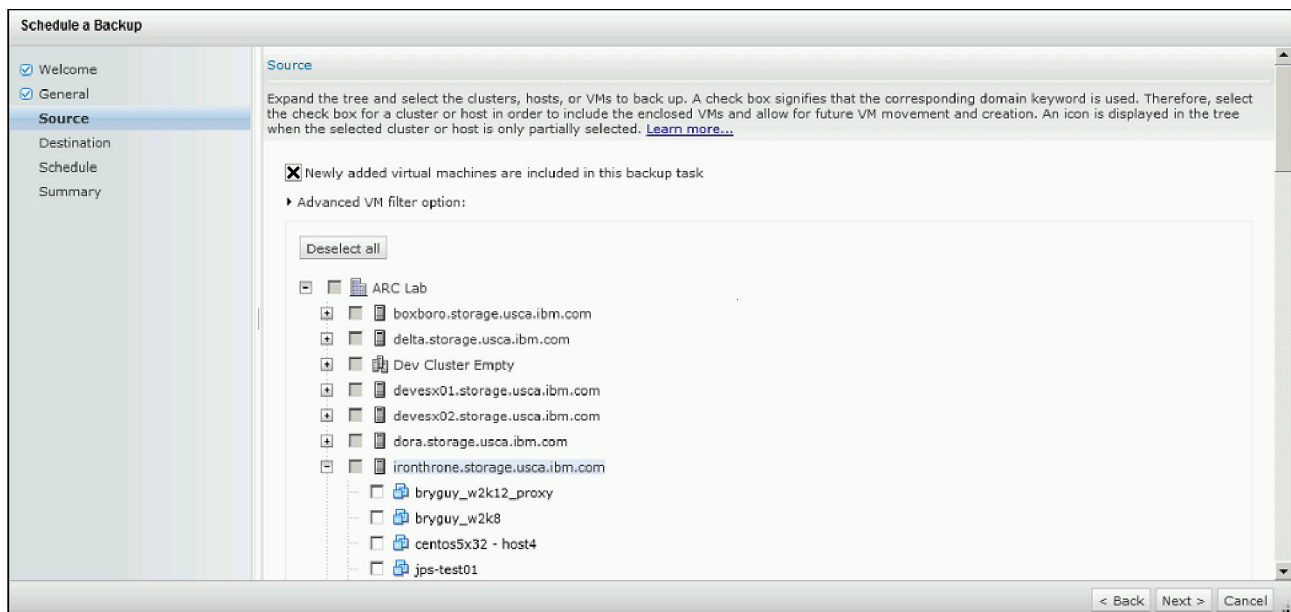 Schedule a Backup
Welcome
General
Source
Destination
Schedule
Summary
Source
Expand the tree and select the clusters, hosts, or VMs to back up. A check box signifies that the corresponding domain keyword is used. Therefore, select
the check box for a cluster or host in order to include the enclosed VMs and allow for future VM movement and creation. An icon is displayed in the tree
when the selected cluster or host is only partially selected. Learn more...
Newly added virtual machines are included in this backup task
Advanced VM filter option:
Deselect all
ARC Lab
boxboro.storage.usca.ibm.com
delta.storage.usca.ibm.com
Dev Cluster Empty
devesx01.storage.usca.ibm.com
devesx02.storage.usca.ibm.com
dora.storage.usca.ibm.com
ironthrone.storage.usca.ibm.com
bryguy_w2k12_proxy
bryguy_w2k8
centos5x32 - host4
jps-test01
< Back Next > Cancel